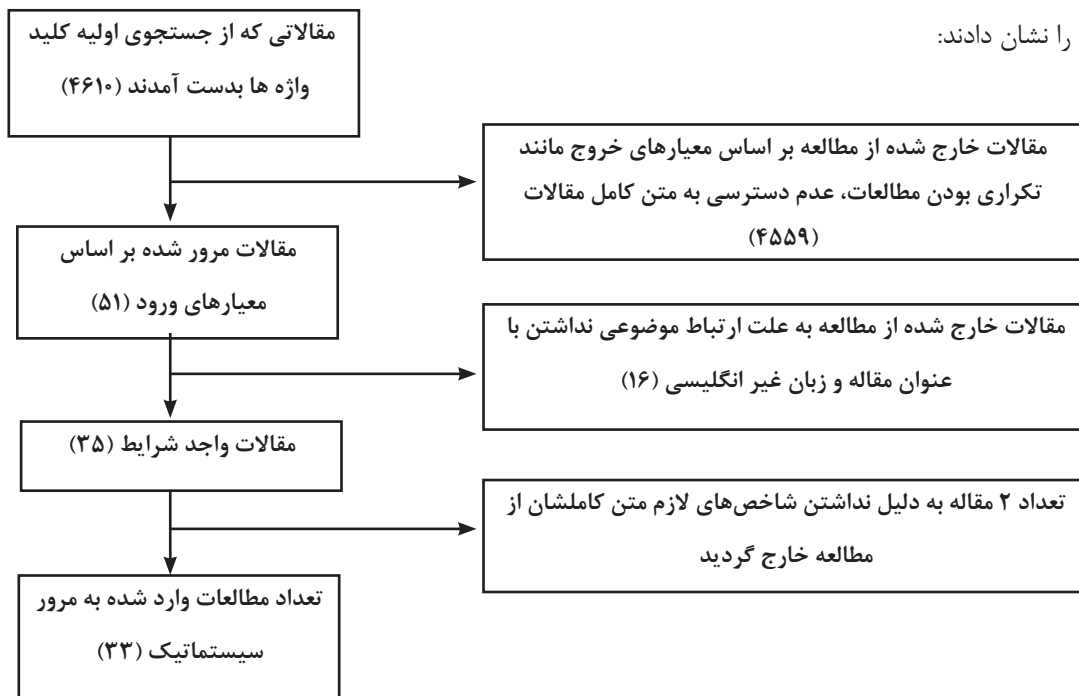 را نشان دادند:
مقالاتی که از جستجوی اولیه کلید
واژه ها بدست آمدند (۴۶۱۰)
مقالات خارج شده از مطالعه بر اساس معیارهای خروج مانند
تکراری بودن مطالعات، عدم دسترسی به متن کامل مقالات
(۴۵۵۹)
مقالات مرور شده بر اساس
معیارهای ورود (۵۱)
مقالات خارج شده از مطالعه به علت ارتباط موضوعی نداشتن با
عنوان مقاله و زبان غیر انگلیسی (۱۶)
مقالات واجد شرایط (۳۵)
تعداد ۲ مقاله به دلیل نداشتن شاخص‌های لازم متن کاملشان از
مطالعه خارج گردید
تعداد مطالعات وارد شده به مرور
سیستماتیک (۳۳)